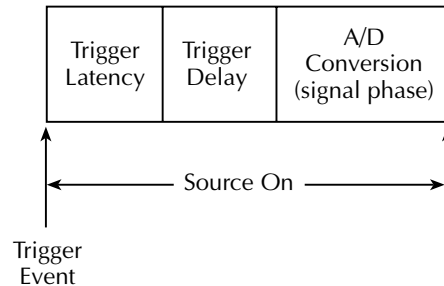 Trigger
Latency
Trigger
Delay
A/D
Conversion
(signal phase)
Source On
Trigger
Event